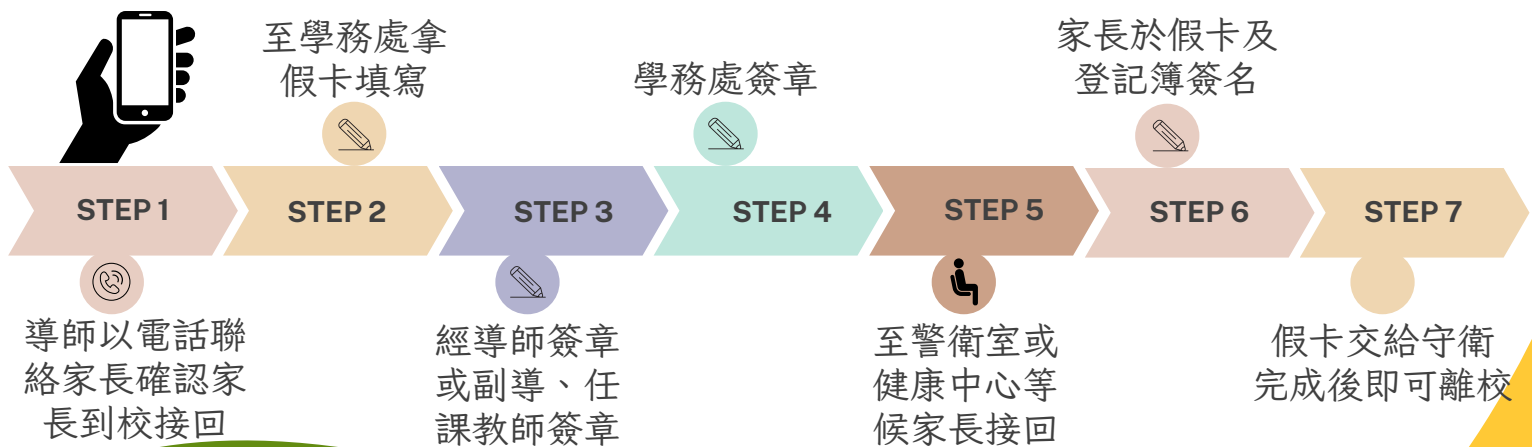 至學務處拿
假卡填寫
學務處簽章
家長於假卡及
登記簿簽名
STEP 1
STEP 2
STEP 3
STEP 4
STEP 5
STEP 6
STEP 7
導師以電話聯
絡家長確認家
長到校接回
經導師簽章
或副導、任
課教師簽章
至警衛室或
健康中心等
候家長接回
假卡交給守衛
完成後即可離校